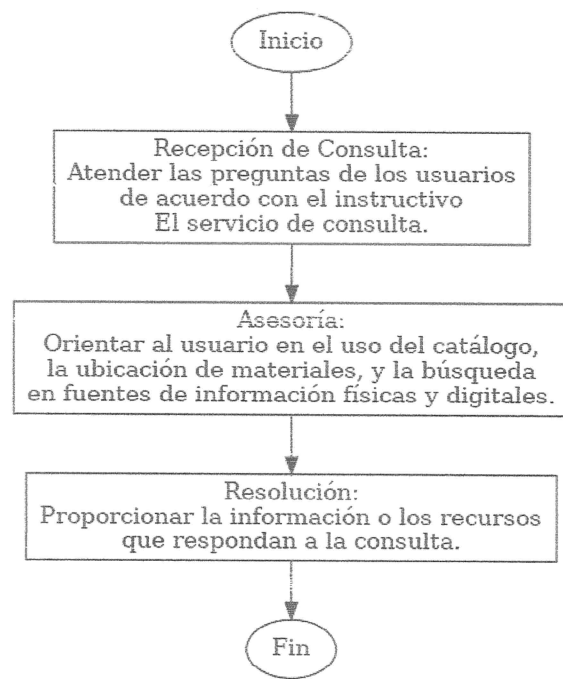 Inicio
Recepción de Consulta:
Atender las preguntas de los usuarios
de acuerdo con el instructivo
El servicio de consulta.
Asesoría:
Orientar al usuario en el uso del catálogo,
la ubicación de materiales, y la búsqueda
en fuentes de información físicas y digitales.
Resolución:
Proporcionar la información o los recursos
que respondan a la consulta.
Fin